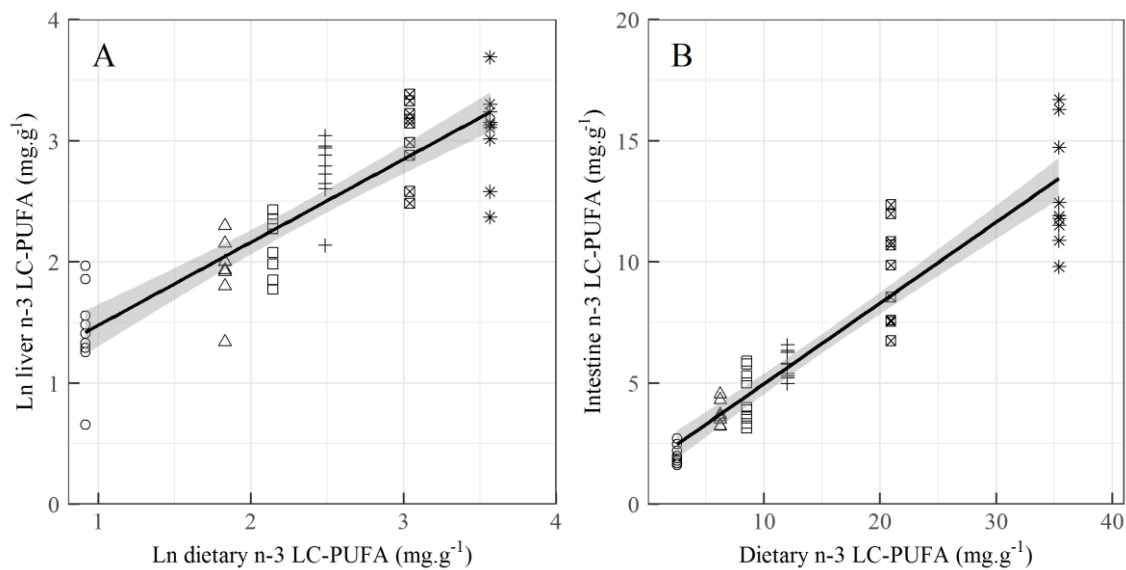 A
Ln liver n-3 LC-PUFA (mg.g⁻¹)
4
3
2
1
0
1 2 3 4
Ln dietary n-3 LC-PUFA (mg.g⁻¹)
B
Intestine n-3 LC-PUFA (mg.g⁻¹)
20
15
10
5
0
10 20 30 40
Dietary n-3 LC-PUFA (mg.g⁻¹)